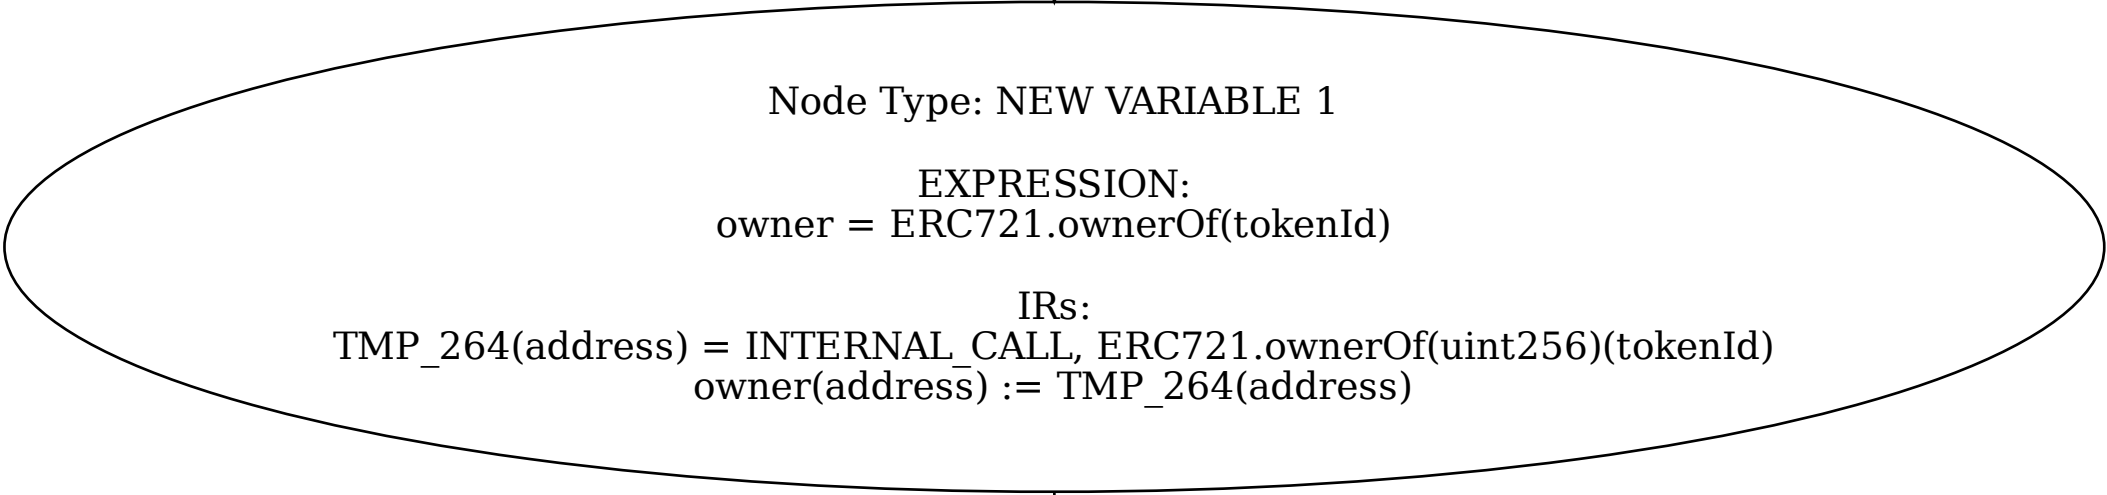 Node Type: NEW VARIABLE 1
EXPRESSION:
owner = ERC721.ownerOf(tokenId)
IRs:
TMP_264(address) = INTERNAL_CALL, ERC721.ownerOf(uint256)(tokenId)
owner(address) := TMP_264(address)